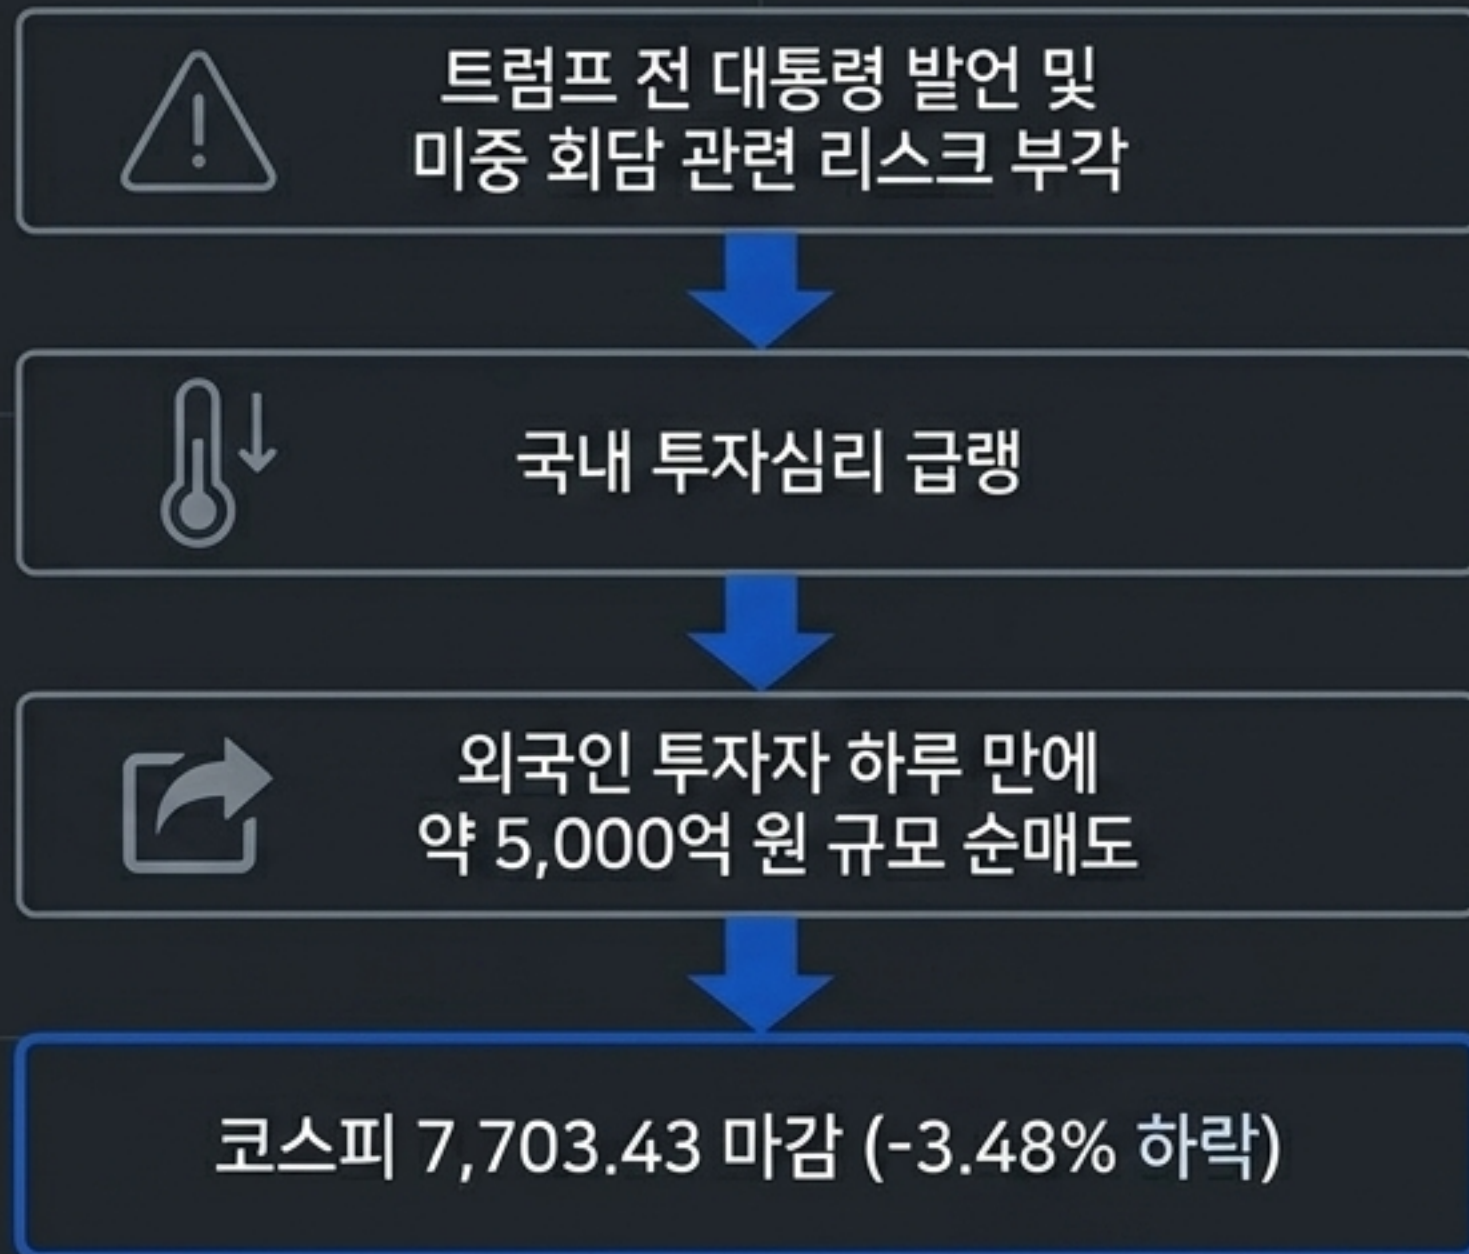 트럼프 전 대통령 발언 및
미중 회담 관련 리스크 부각
국내 투자심리 급랭
외국인 투자자 하루 만에
약 5,000억 원 규모 순매도
코스피 7,703.43 마감 (-3.48% 하락)